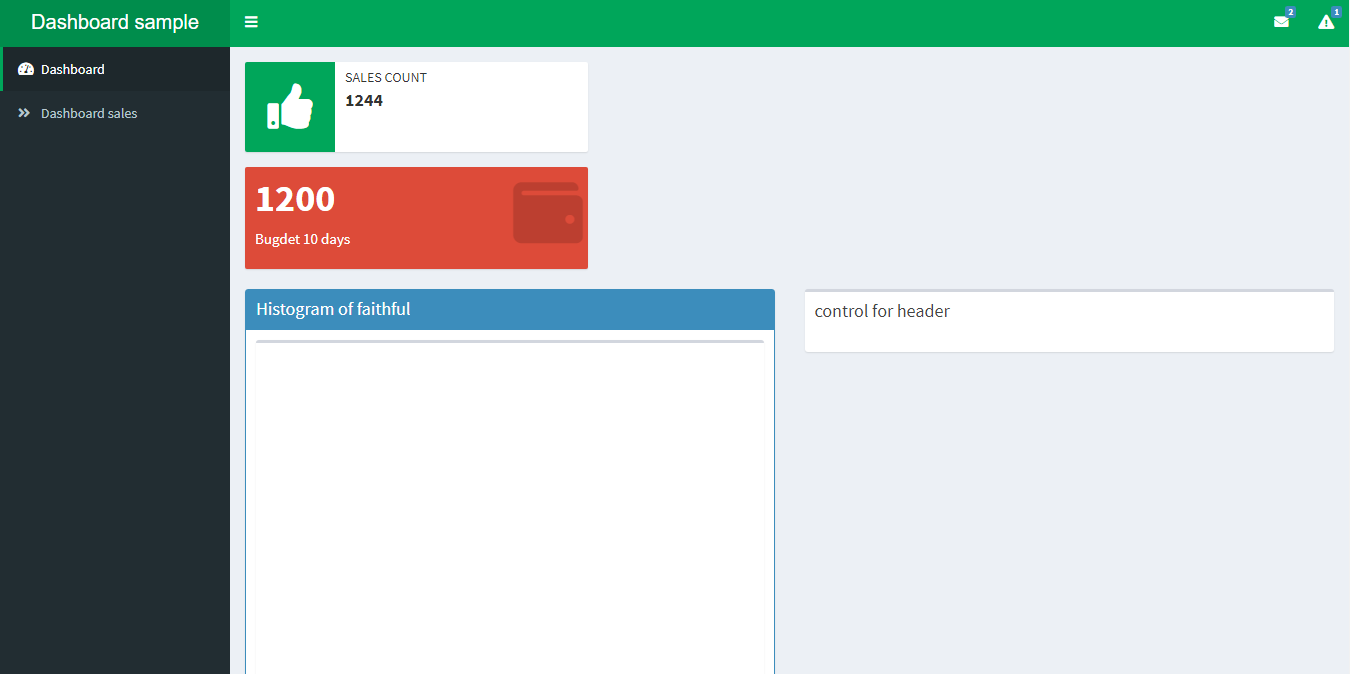 Dashboard sample
2
1
Dashboard
Dashboard sales
SALES COUNT
1244
1200
Bugdet 10 days
Histogram of faithful
control for header